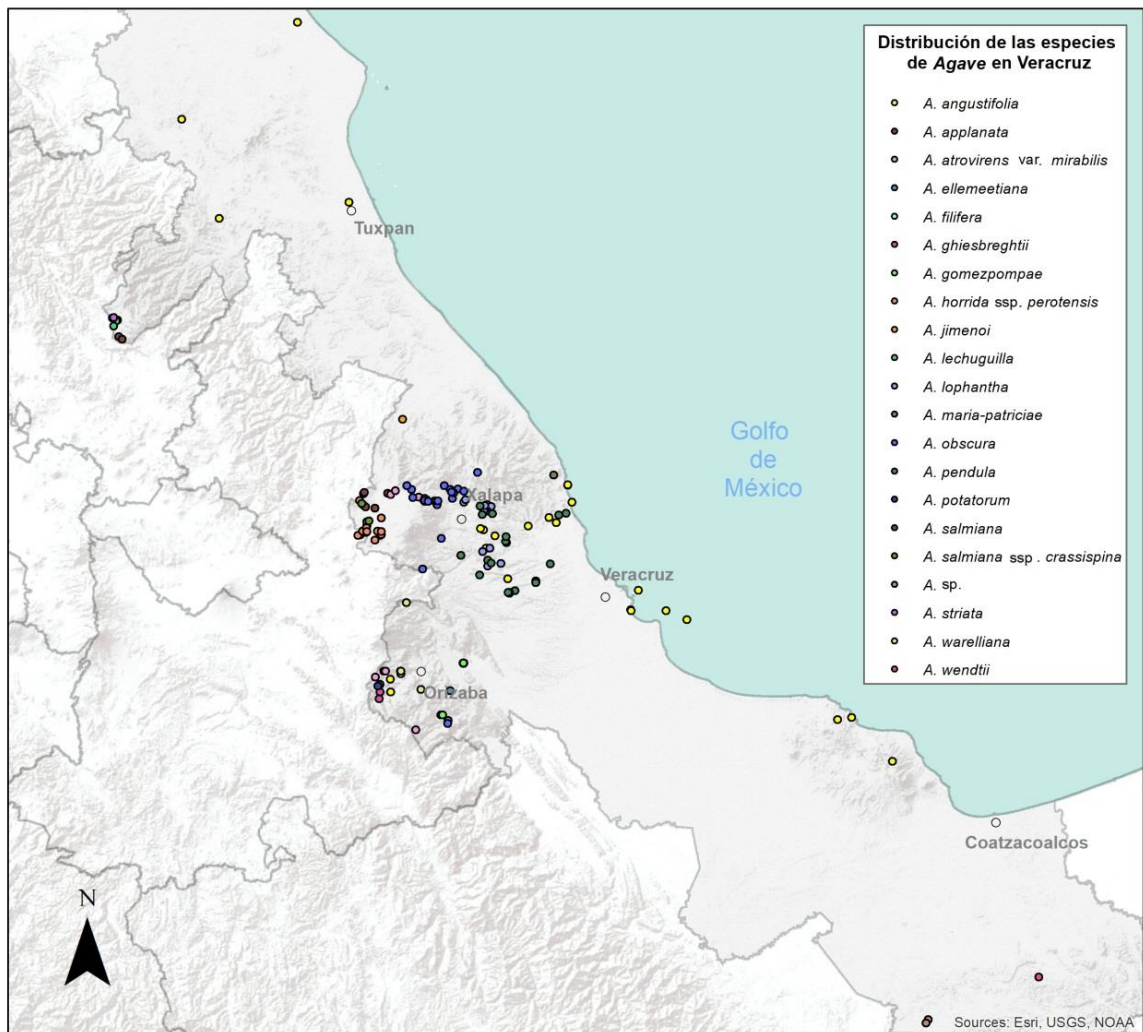 Distribución de las especies
de Agave en Veracruz
A. angustifolia
A. applanata
A. atrovirens var. mirabilis
A. ellemeetiana
A. filifera
A. ghiesbreghtii
A. gomezpompae
A. horrida ssp. perotensis
A. jimenoi
A. lechuguilla
A. lophantha
A. maria-patriciae
A. obscura
A. pendula
A. potatorum
A. salmiana
A. salmiana ssp. crassispina
A. sp.
A. striata
A. warelliana
A. wendtii
Tuxpan
Golfo
de
México
Xalapa
Veracruz
Orizaba
Coatzacoalcos
N
Sources: Esri, USGS, NOAA